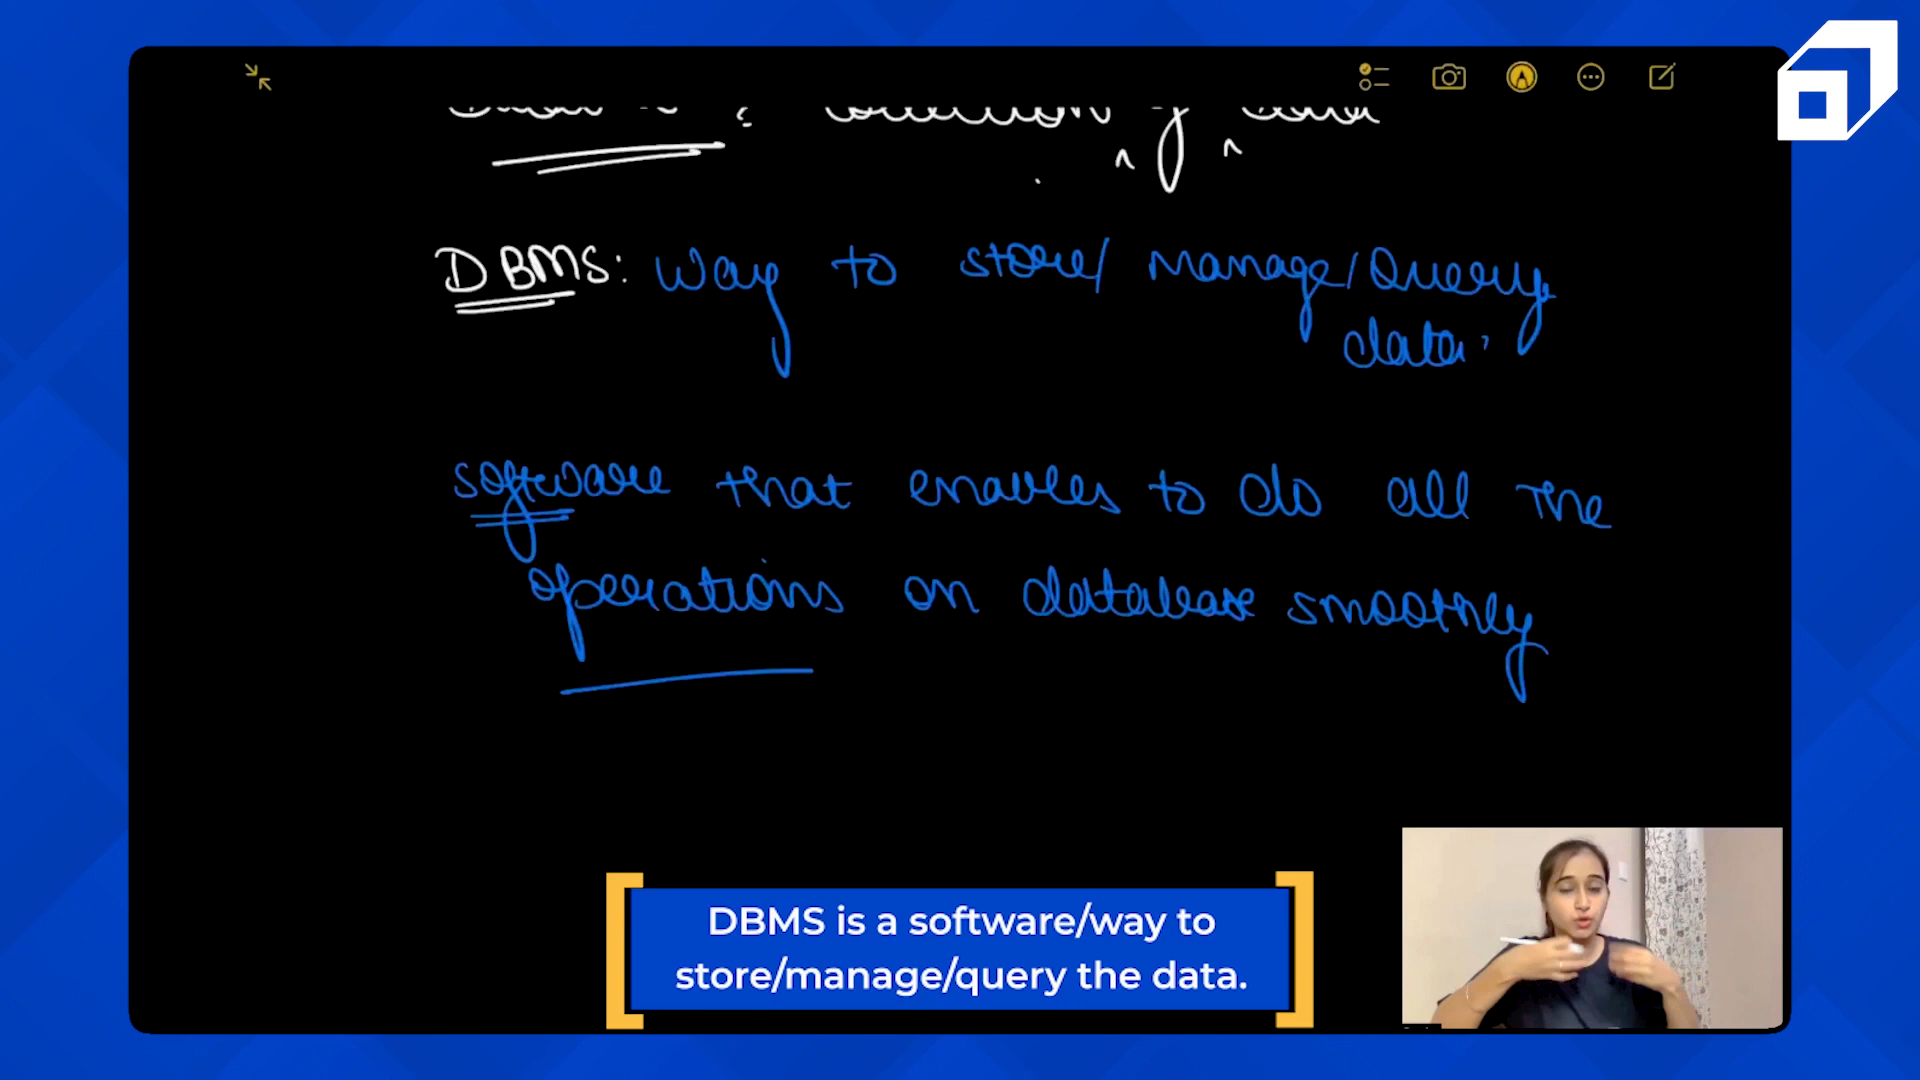 DBMS: Way to store/ Manage/Query
data.
software that enables to do all the
operations on database smoothly
DBMS is a software/way to
store/manage/query the data.